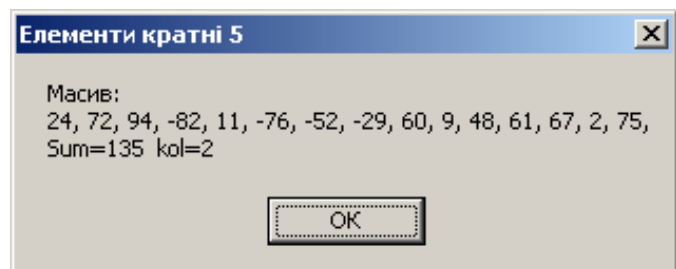 Елементи кратні 5
Масив:
24, 72, 94, -82, 11, -76, -52, -29, 60, 9, 48, 61, 67, 2, 75,
Sum=135 kol=2
OK